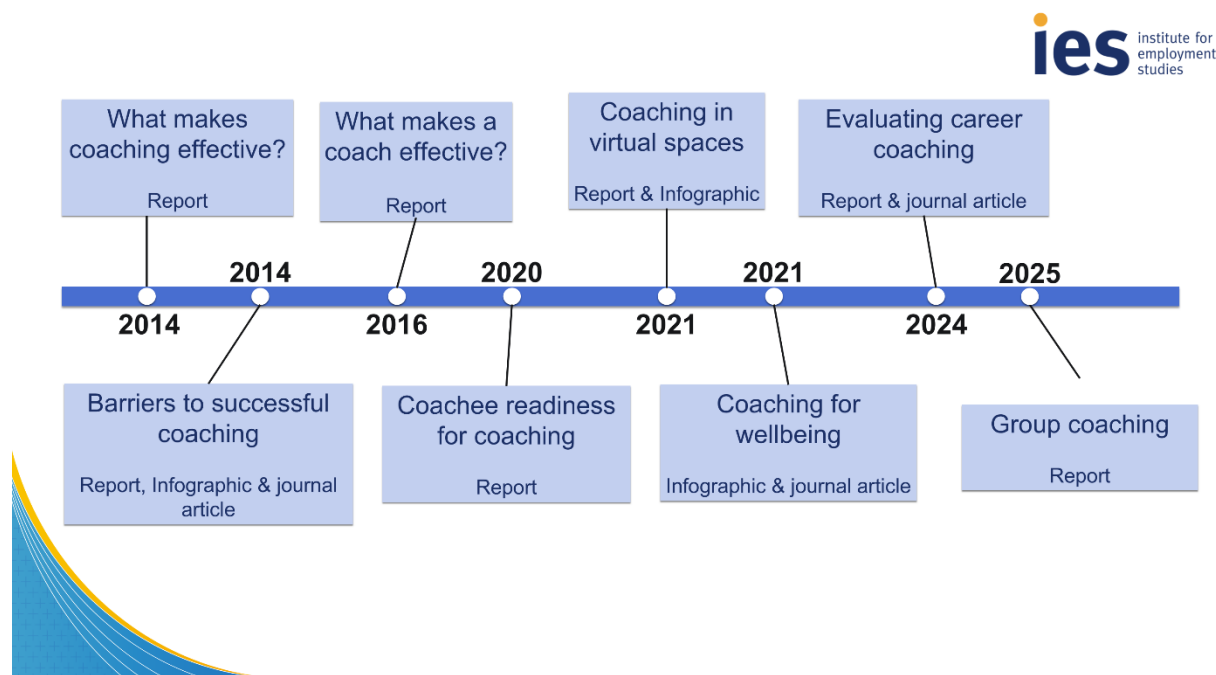 ies
institute for
employment
studies
What makes
coaching effective?
Report
What makes a
coach effective?
Report
Coaching in
virtual spaces
Report & Infographic
Evaluating career
coaching
Report & journal article
2014
2020
2021
2025
2014
2016
2021
2024
Barriers to successful
coaching
Report, Infographic & journal
article
Coachee readiness
for coaching
Report
Coaching for
wellbeing
Infographic & journal article
Group coaching
Report